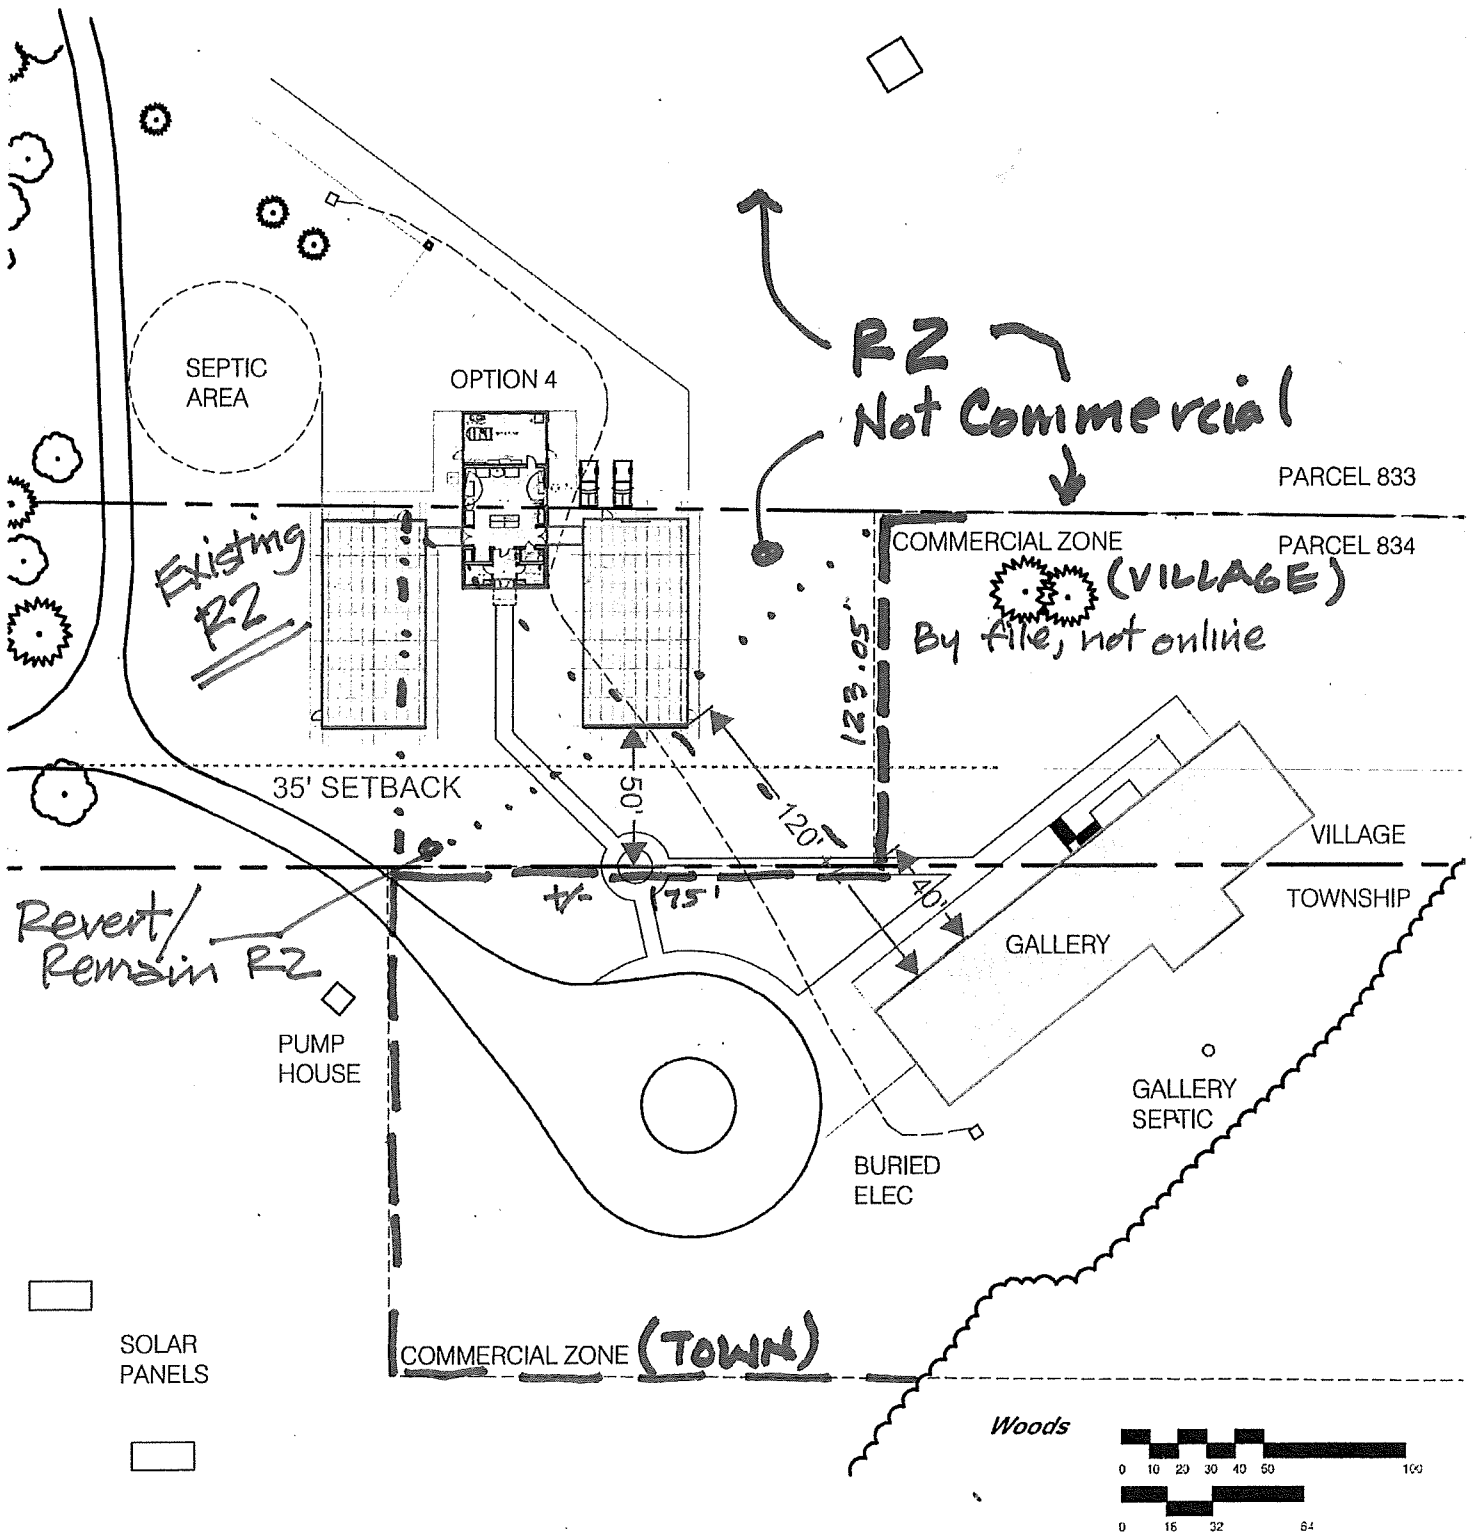 R2
Not Commercial
SEPTIC
AREA
OPTION 4
PARCEL 833
COMMERCIAL ZONE
PARCEL 834
(VILLAGE)
By file, not online
Existing
R2
123.05'
35' SETBACK
50'
120'
VILLAGE
+/- 175'
40'
TOWNSHIP
Revert/
Remain R2
GALLERY
PUMP
HOUSE
GALLERY
SEPTIC
BURIED
ELEC
SOLAR
PANELS
COMMERCIAL ZONE (TOWN)
Woods
0 10 20 30 40 50 100
0 16 32 64